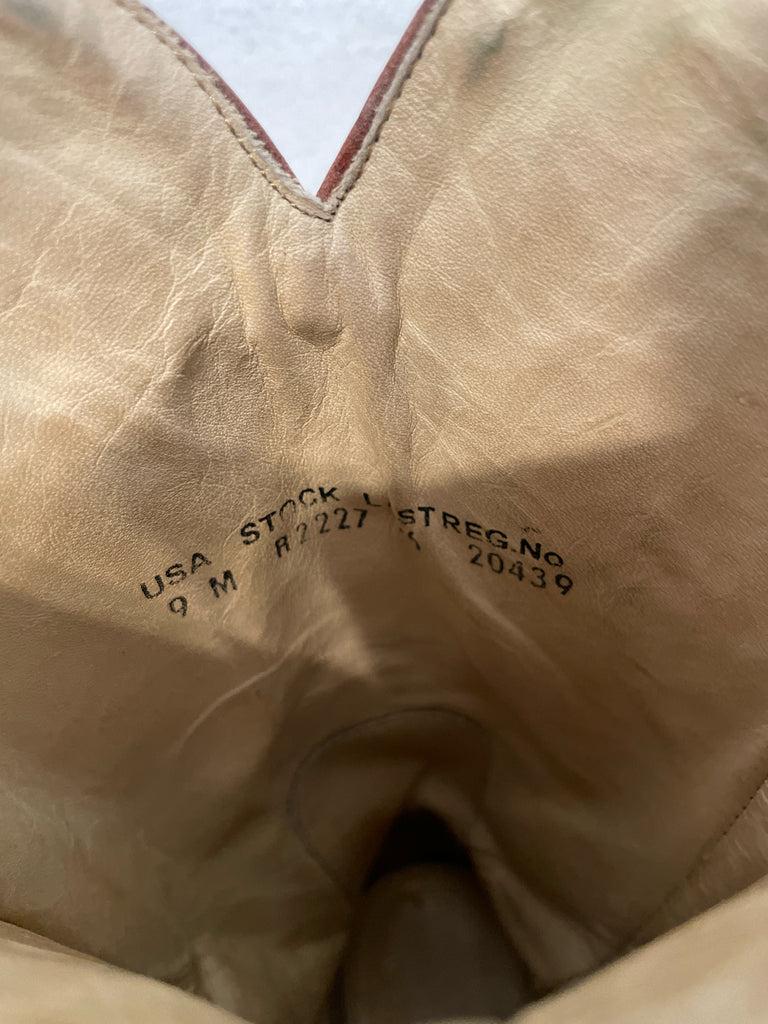 USA STOCK L STREG.No
9 M R2227 20439